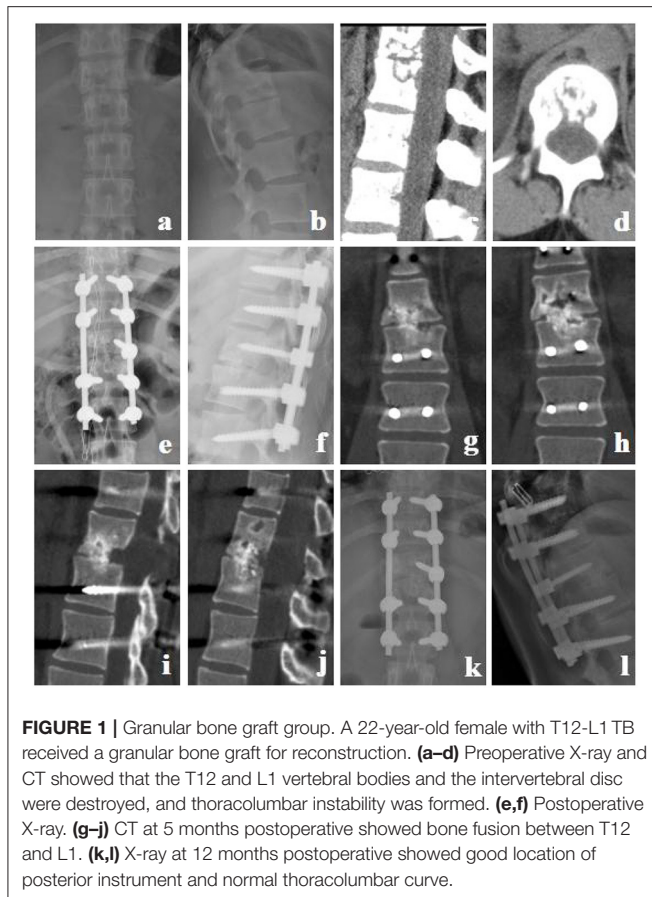 a
b
c
d
e
f
g
h
i
j
k
l
FIGURE 1 | Granular bone graft group. A 22-year-old female with T12-L1 TB
received a granular bone graft for reconstruction. (a–d) Preoperative X-ray and
CT showed that the T12 and L1 vertebral bodies and the intervertebral disc
were destroyed, and thoracolumbar instability was formed. (e,f) Postoperative
X-ray. (g–j) CT at 5 months postoperative showed bone fusion between T12
and L1. (k,l) X-ray at 12 months postoperative showed good location of
posterior instrument and normal thoracolumbar curve.